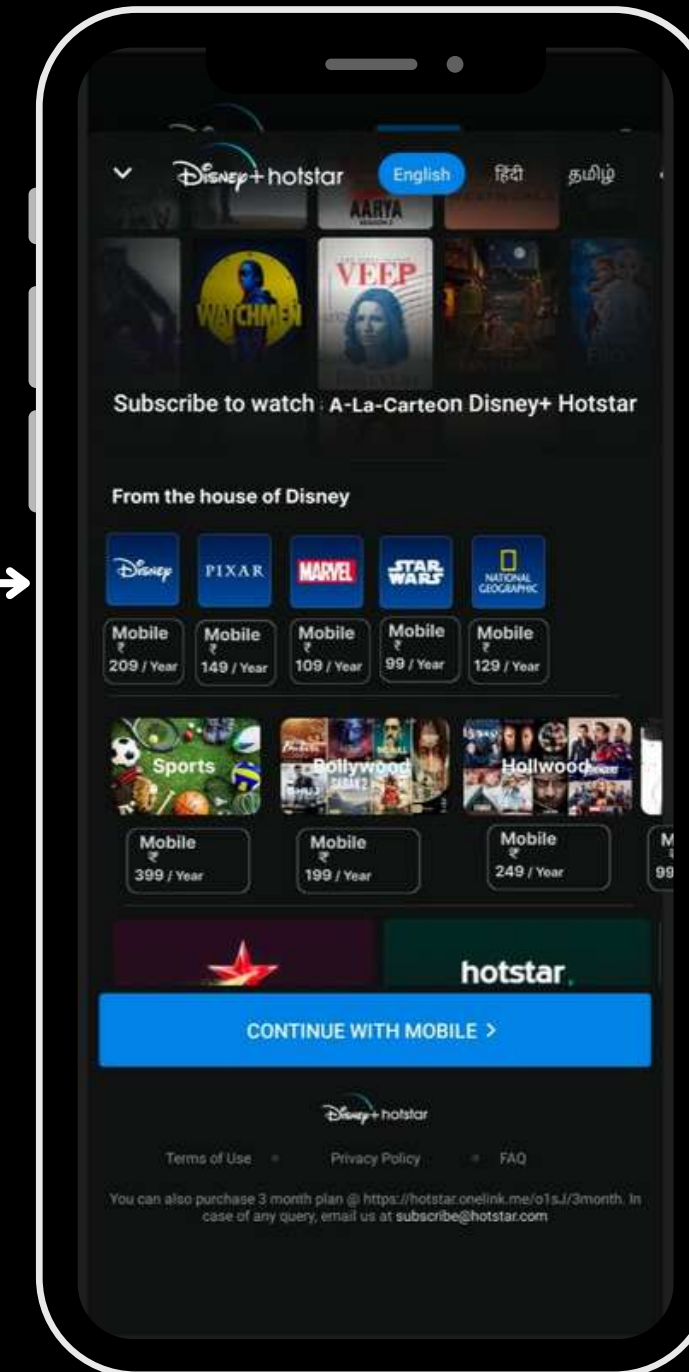 Disney+ hotstar English हिंदी தமிழ்
AARYA
WATCHMEN
VEEP
Subscribe to watch A-La-Carteon Disney+ Hotstar
From the house of Disney
Disney PIXAR MARVEL STAR WARS NATIONAL GEOGRAPHIC
Mobile Mobile Mobile Mobile Mobile
₹ ₹ ₹ ₹ ₹
209 / Year 149 / Year 109 / Year 99 / Year 129 / Year
Sports Bollywood Hollwood
Mobile Mobile Mobile M
₹ ₹ ₹
399 / Year 199 / Year 249 / Year 99
hotstar
CONTINUE WITH MOBILE >
Disney+ hotstar
Terms of Use • Privacy Policy • FAQ
You can also purchase 3 month plan @ https://hotstar.onelink.me/o1sJ/3month. In
case of any query, email us at subscribe@hotstar.com